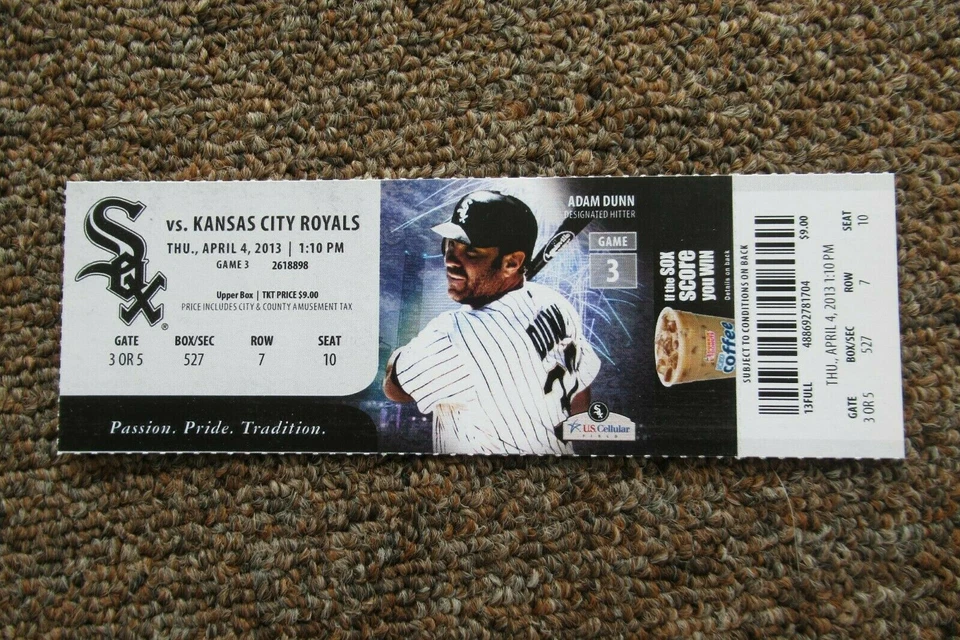 Sox
®
vs. KANSAS CITY ROYALS
THU., APRIL 4, 2013 | 1:10 PM
GAME 3 2618898
Upper Box | TKT PRICE $9.00
PRICE INCLUDES CITY & COUNTY AMUSEMENT TAX
GATE BOX/SEC ROW SEAT
3 OR 5 527 7 10
Passion. Pride. Tradition.
ADAM DUNN
DESIGNATED HITTER
GAME
3
Sox
DUNN
U.S. Cellular
FIELD
If the SOX
SCORE
you WIN
Details on back
Coffee
SUBJECT TO CONDITIONS ON BACK
13FULL 488692781704 $9.00
THU., APRIL 4, 2013 1:10 PM
GATE BOX/SEC ROW SEAT
3 OR 5 527 7 10